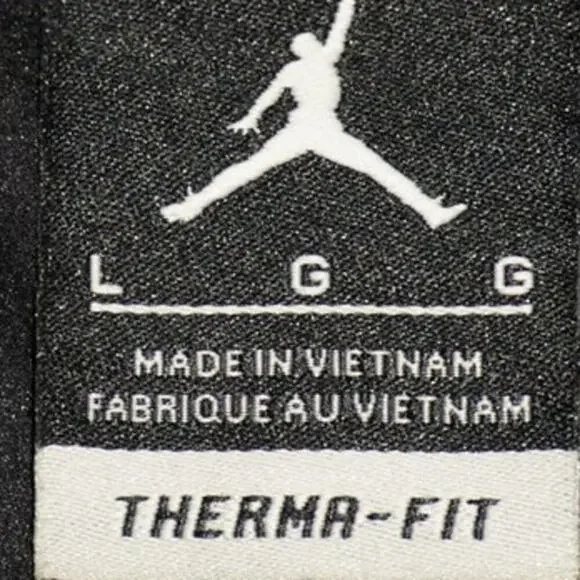 L G G
MADE IN VIETNAM
FABRIQUE AU VIETNAM
THERMA-FIT